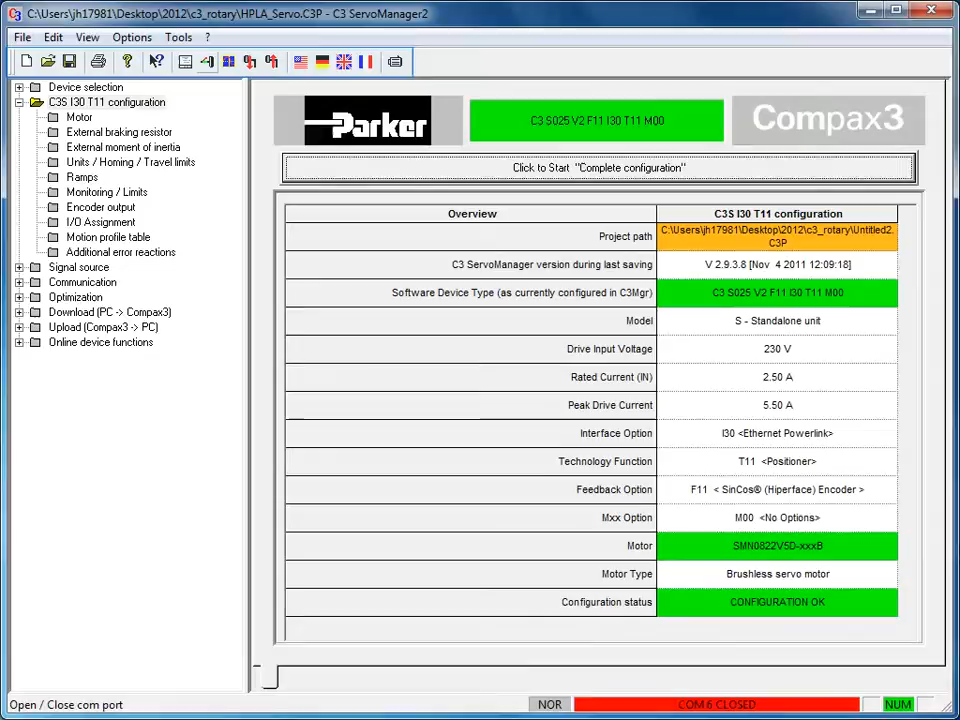 C:\Users\jh17981\Desktop\2012\c3_rotary\HPLA_Servo.C3P - C3 ServoManager2
File Edit View Options Tools ?
Device selection
C3S I30 T11 configuration
Motor
External braking resistor
External moment of inertia
Units / Homing / Travel limits
Ramps
Monitoring / Limits
Encoder output
I/O Assignment
Motion profile table
Additional error reactions
Signal source
Communication
Optimization
Download (PC -> Compax3)
Upload (Compax3 -> PC)
Online device functions
Parker
C3 S025 V2 F11 I30 T11 M00
Compax3
Click to Start "Complete configuration"
Overview C3S I30 T11 configuration
Project path C:\Users\jh17981\Desktop\2012\c3_rotary\Untitled2.
C3P
C3 ServoManager version during last saving V 2.9.3.8 [Nov 4 2011 12:09:18]
Software Device Type (as currently configured in C3Mgr) C3 S025 V2 F11 I30 T11 M00
Model S - Standalone unit
Drive Input Voltage 230 V
Rated Current (IN) 2.50 A
Peak Drive Current 5.50 A
Interface Option I30 <Ethernet Powerlink>
Technology Function T11 <Positioner>
Feedback Option F11 < SinCos® (Hiperface) Encoder >
Mxx Option M00 <No Options>
Motor SMN0822V5D-xxxB
Motor Type Brushless servo motor
Configuration status CONFIGURATION OK
Open / Close com port NOR COM 6 CLOSED NUM